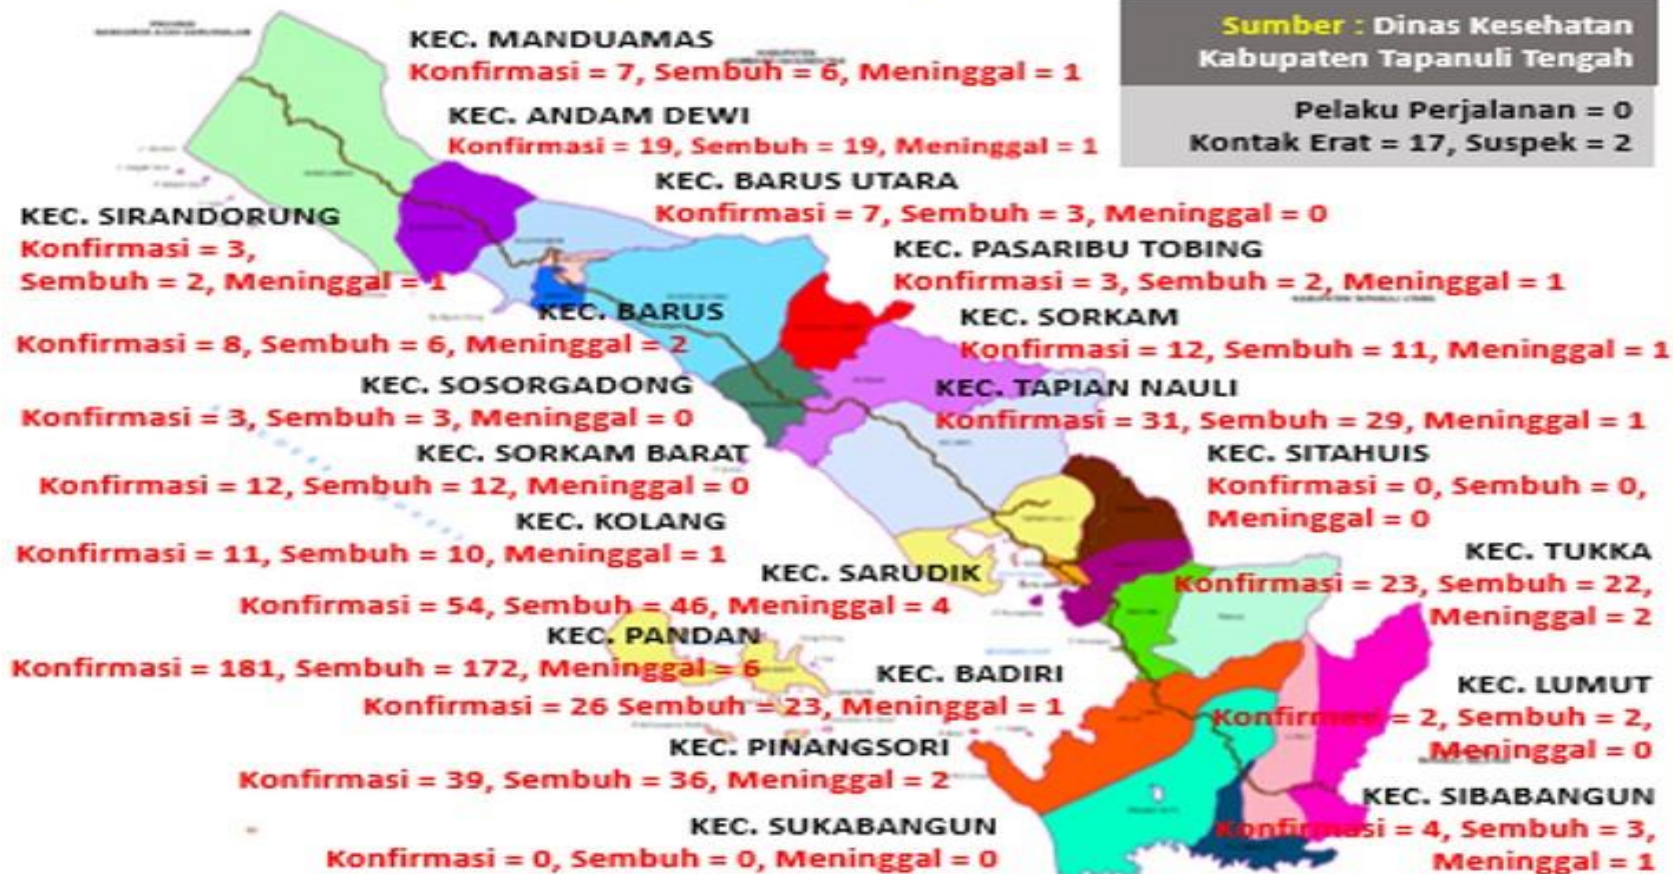 Sumber : Dinas Kesehatan
Kabupaten Tapanuli Tengah
Pelaku Perjalanan = 0
Kontak Erat = 17, Suspek = 2
KEC. MANDUAMAS
Konfirmasi = 7, Sembuh = 6, Meninggal = 1
KEC. ANDAM DEWI
Konfirmasi = 19, Sembuh = 19, Meninggal = 1
KEC. BARUS UTARA
Konfirmasi = 7, Sembuh = 3, Meninggal = 0
KEC. SIRANDORUNG
Konfirmasi = 3,
Sembuh = 2, Meninggal = 1
KEC. PASARIBU TOBING
Konfirmasi = 3, Sembuh = 2, Meninggal = 1
KEC. BARUS
Konfirmasi = 8, Sembuh = 6, Meninggal = 2
KEC. SORKAM
Konfirmasi = 12, Sembuh = 11, Meninggal = 1
KEC. SOSORGADONG
Konfirmasi = 3, Sembuh = 3, Meninggal = 0
KEC. TAPIAN NAULI
Konfirmasi = 31, Sembuh = 29, Meninggal = 1
KEC. SORKAM BARAT
Konfirmasi = 12, Sembuh = 12, Meninggal = 0
KEC. SITAHUIS
Konfirmasi = 0, Sembuh = 0,
Meninggal = 0
KEC. KOLANG
Konfirmasi = 11, Sembuh = 10, Meninggal = 1
KEC. TUKKA
Konfirmasi = 23, Sembuh = 22,
Meninggal = 2
KEC. SARUDIK
Konfirmasi = 54, Sembuh = 46, Meninggal = 4
KEC. PANDAN
Konfirmasi = 181, Sembuh = 172, Meninggal = 6
KEC. BADIRI
Konfirmasi = 26 Sembuh = 23, Meninggal = 1
KEC. LUMUT
Konfirmasi = 2, Sembuh = 2,
Meninggal = 0
KEC. PINANGSORI
Konfirmasi = 39, Sembuh = 36, Meninggal = 2
KEC. SIBABANGUN
Konfirmasi = 4, Sembuh = 3,
Meninggal = 1
KEC. SUKABANGUN
Konfirmasi = 0, Sembuh = 0, Meninggal = 0